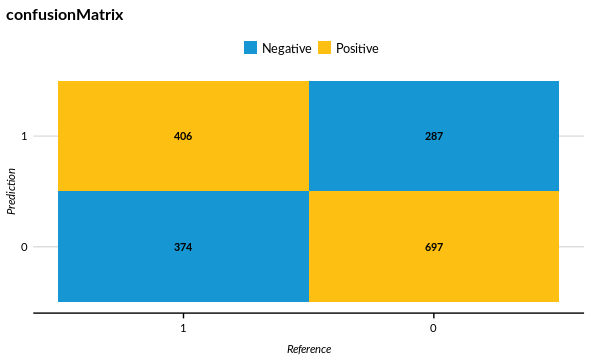 confusionMatrix
Negative Positive
1 406 287
Prediction
0 374 697
1 0
Reference